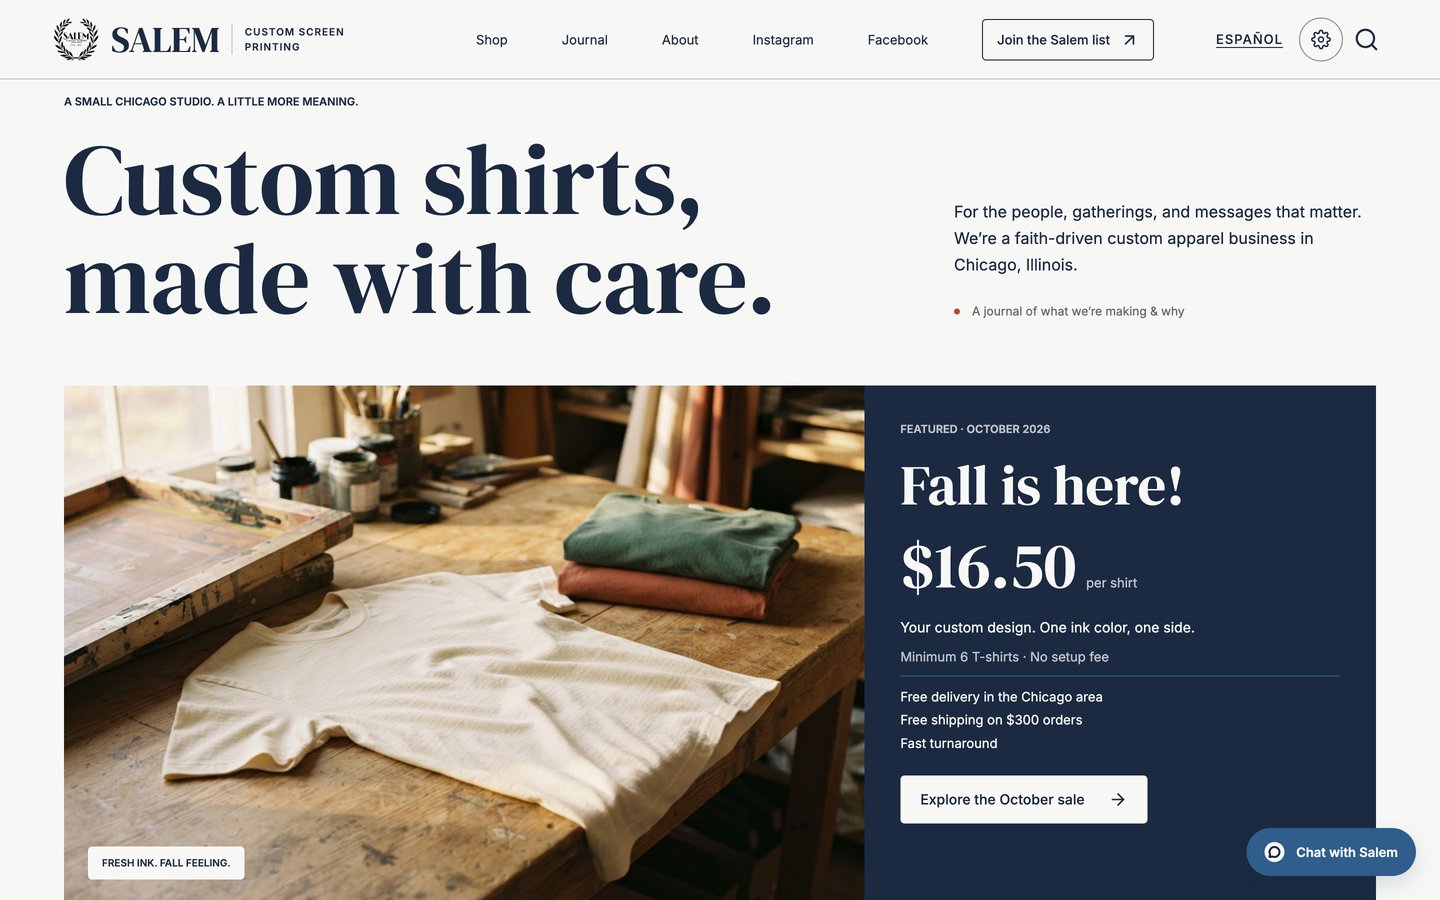 SALEM
SALEM
CUSTOM SCREEN
PRINTING
Shop
Journal
About
Instagram
Facebook
Join the Salem list
ESPAÑOL
A SMALL CHICAGO STUDIO. A LITTLE MORE MEANING.
Custom shirts,
made with care.
For the people, gatherings, and messages that matter.
We’re a faith-driven custom apparel business in
Chicago, Illinois.
A journal of what we’re making & why
FEATURED · OCTOBER 2026
Fall is here!
$16.50 per shirt
Your custom design. One ink color, one side.
Minimum 6 T-shirts · No setup fee
Free delivery in the Chicago area
Free shipping on $300 orders
Fast turnaround
Explore the October sale
FRESH INK. FALL FEELING.
Chat with Salem